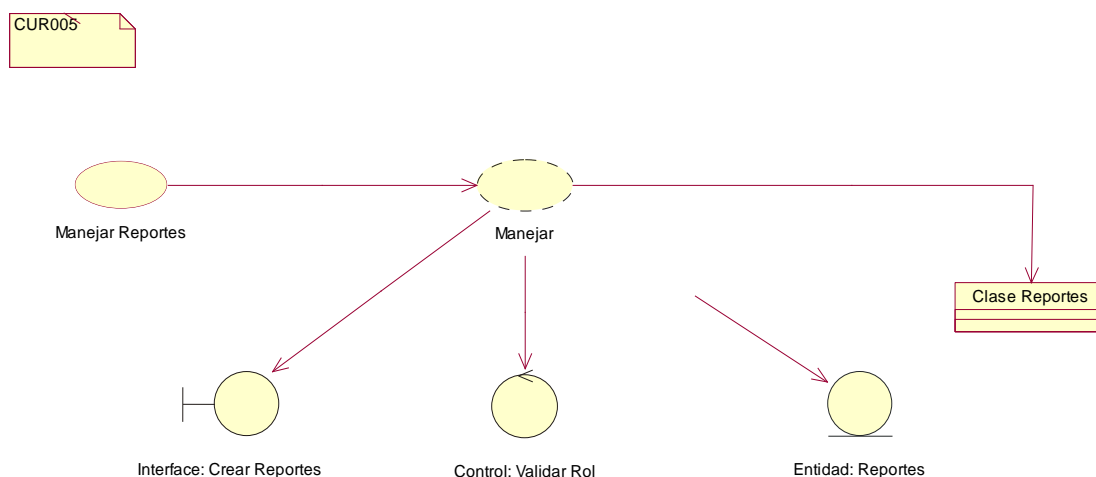 CUR005
Manejar Reportes
Manejar
Clase Reportes
Interface: Crear Reportes
Control: Validar Rol
Entidad: Reportes